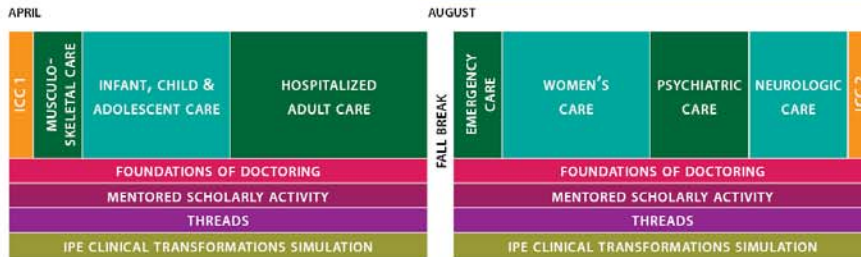 APRIL
AUGUST
ICC 1
MUSCULO-
SKELETAL CARE
INFANT, CHILD &
ADOLESCENT CARE
HOSPITALIZED
ADULT CARE
FALL BREAK
EMERGENCY
CARE
WOMEN'S
CARE
PSYCHIATRIC
CARE
NEUROLOGIC
CARE
FOUNDATIONS OF DOCTORING
MENTORED SCHOLARLY ACTIVITY
THREADS
IPE CLINICAL TRANSFORMATIONS SIMULATION
FOUNDATIONS OF DOCTORING
MENTORED SCHOLARLY ACTIVITY
THREADS
IPE CLINICAL TRANSFORMATIONS SIMULATION